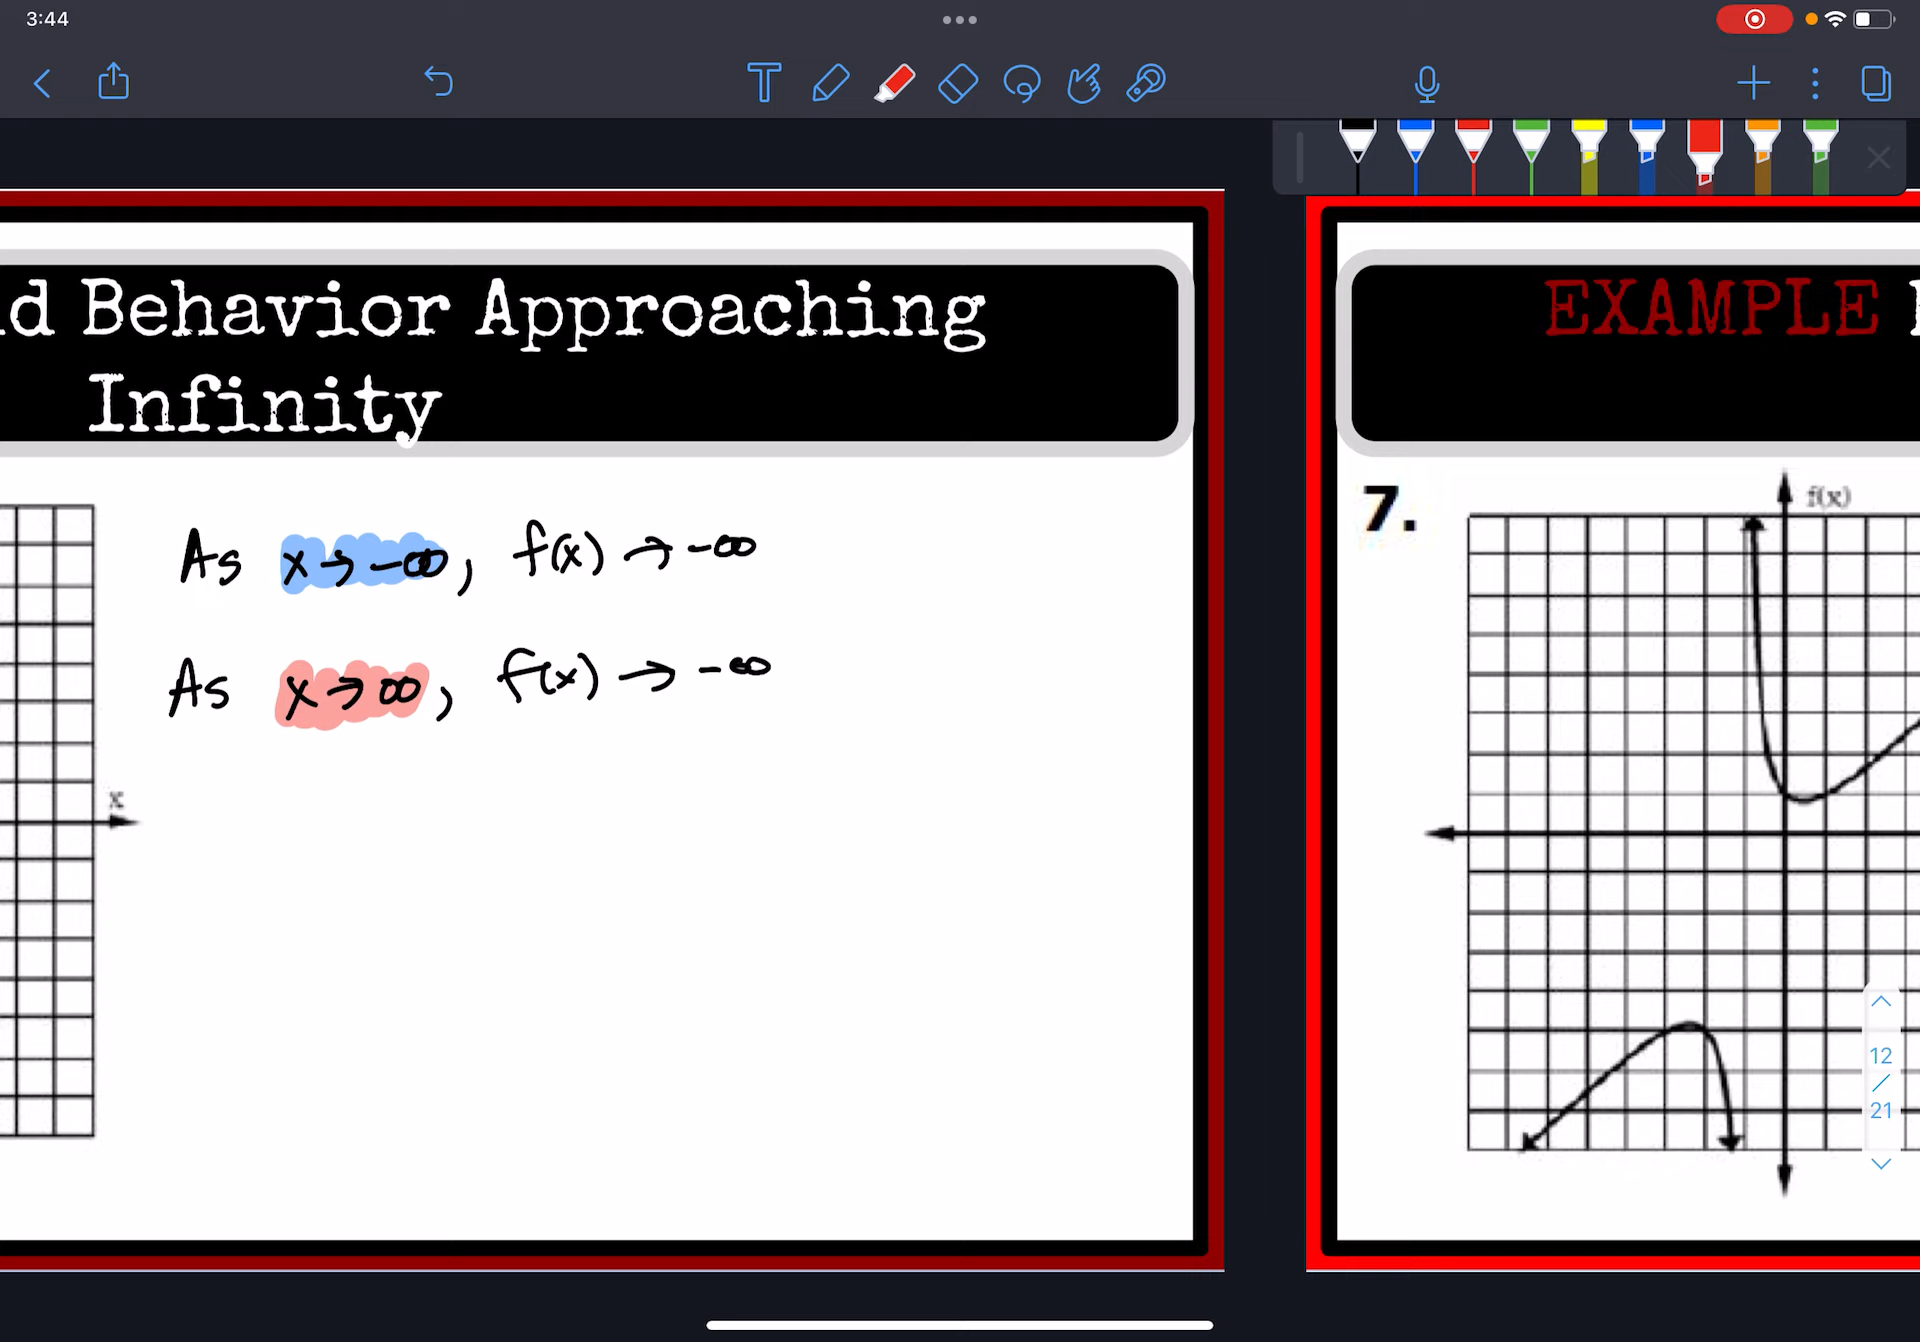 3:44
d Behavior Approaching
Infinity
As x → -∞, f(x) → -∞
As x → ∞, f(x) → -∞
x
EXAMPLE
7.
f(x)
12
/
21